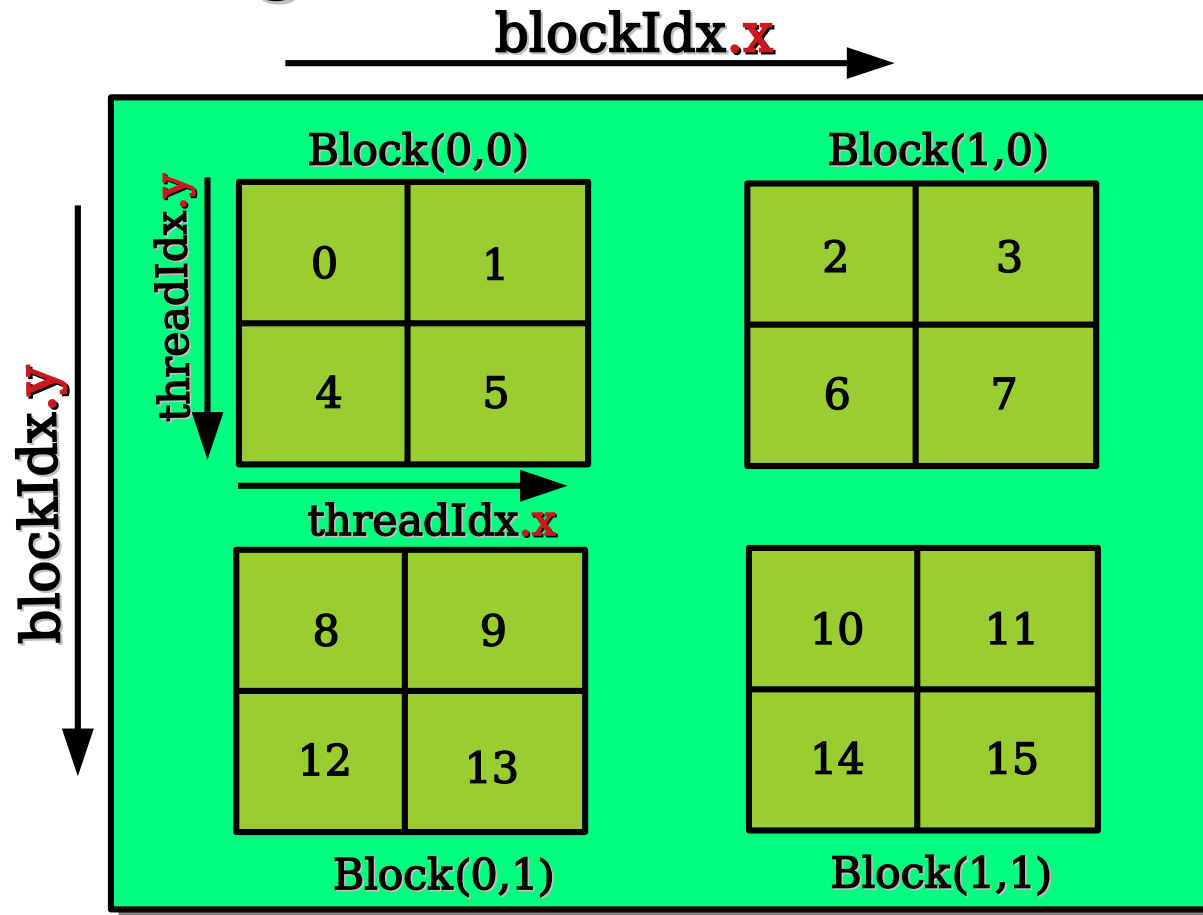 blockIdx.x
Block(0,0)
Block(1,0)
threadIdx.y
0 1
2 3
4 5
6 7
blockIdx.y
threadIdx.x
8 9
10 11
12 13
14 15
Block(0,1)
Block(1,1)